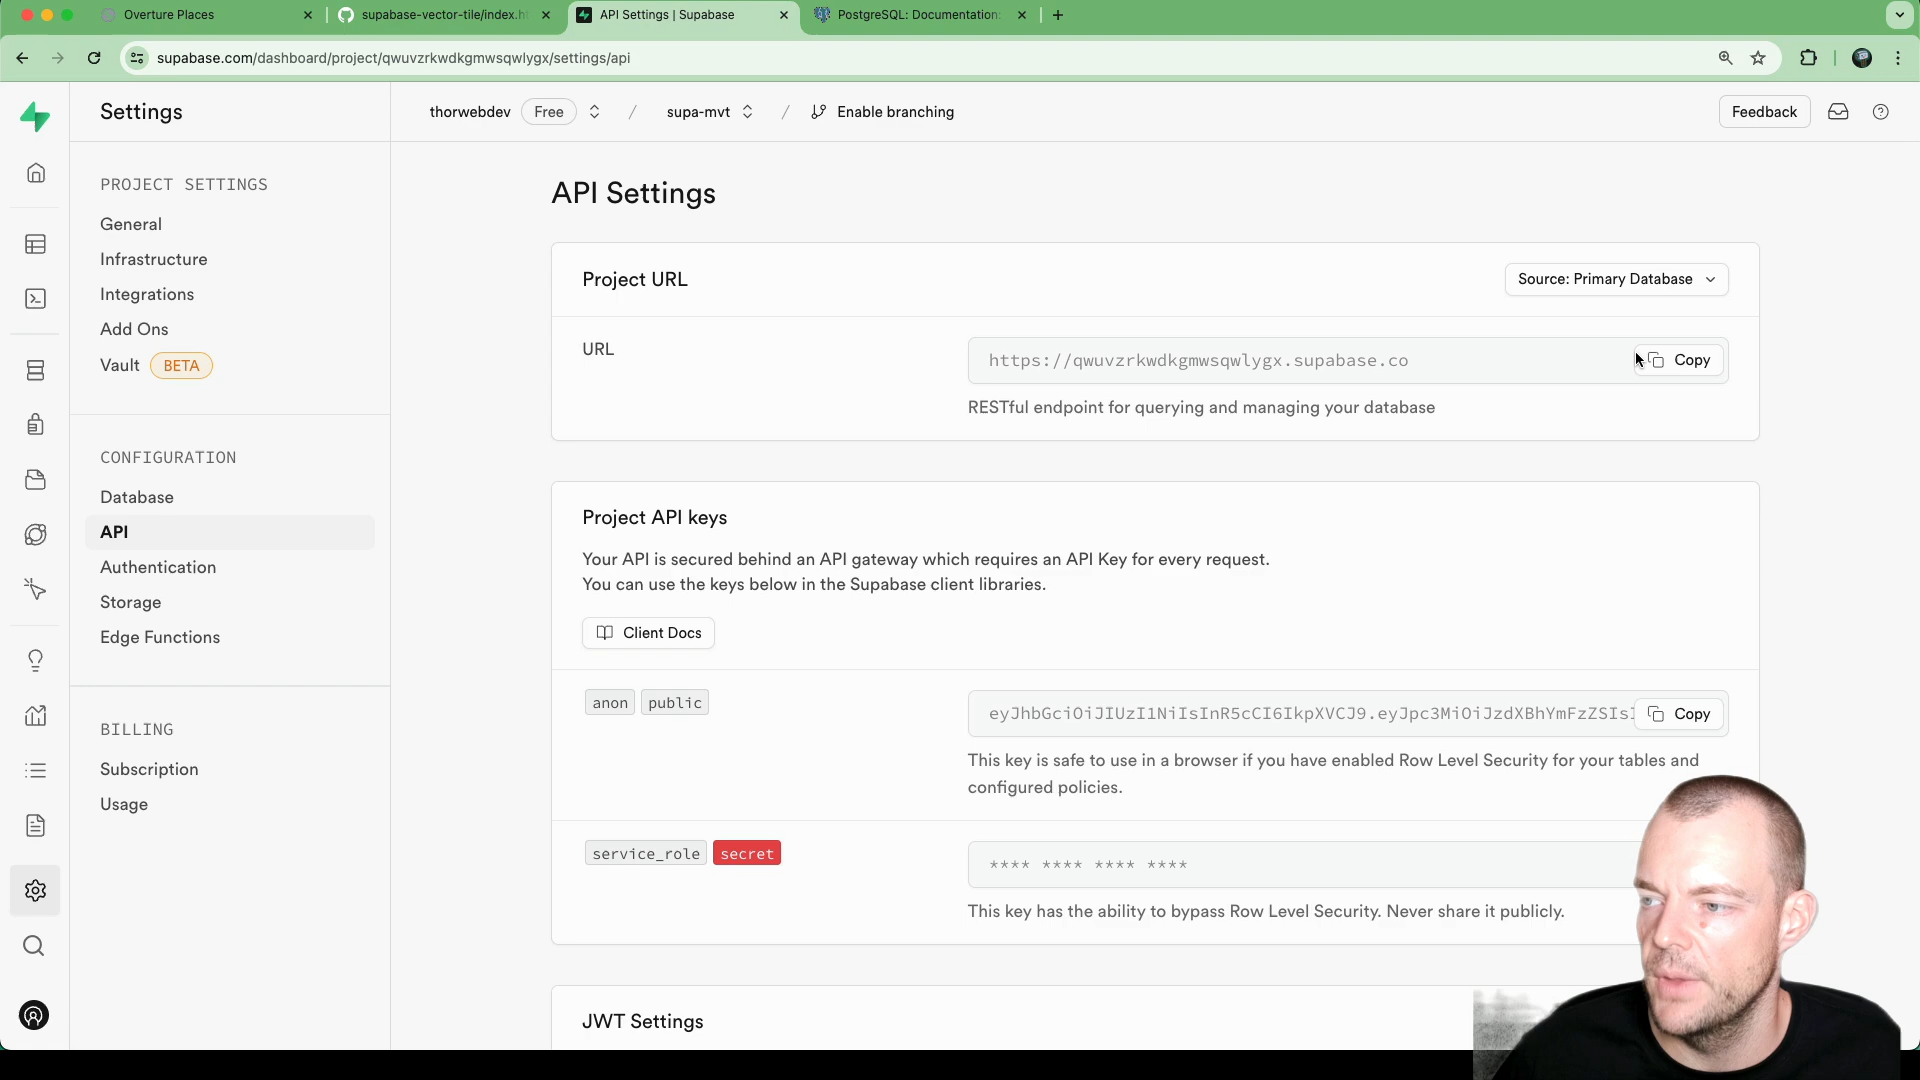 Overture Places
supabase-vector-tile/index.h
API Settings | Supabase
PostgreSQL: Documentation:
supabase.com/dashboard/project/qwuvzrkwdkgmwsqwlygx/settings/api
Settings
thorwebdev Free / supa-mvt / Enable branching
Feedback
PROJECT SETTINGS
General
Infrastructure
Integrations
Add Ons
Vault BETA
CONFIGURATION
Database
API
Authentication
Storage
Edge Functions
BILLING
Subscription
Usage
API Settings
Project URL
Source: Primary Database
URL
https://qwuvzrkwdkgmwsqwlygx.supabase.co
Copy
RESTful endpoint for querying and managing your database
Project API keys
Your API is secured behind an API gateway which requires an API Key for every request.
You can use the keys below in the Supabase client libraries.
Client Docs
anon public
eyJhbGciOiJIUzI1NiIsInR5cCI6IkpXVCJ9.eyJpc3MiOiJzdXBhYmFzZSIsI
Copy
This key is safe to use in a browser if you have enabled Row Level Security for your tables and
configured policies.
service_role secret
**** **** **** ****
This key has the ability to bypass Row Level Security. Never share it publicly.
JWT Settings